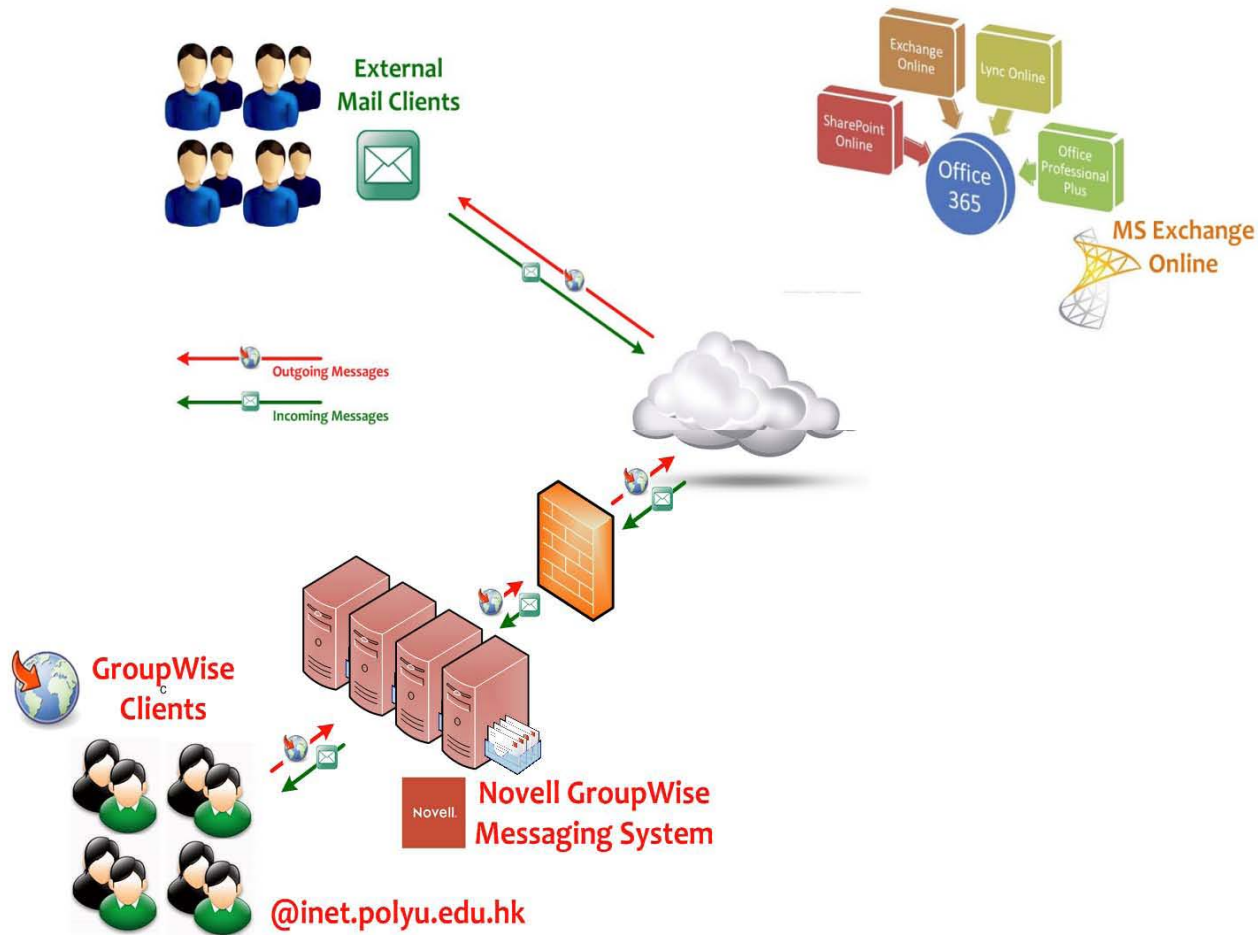 External
Mail Clients
Exchange
Online
Lync Online
SharePoint
Online
Office
Professional
Plus
Office
365
MS Exchange
Online
Outgoing Messages
Incoming Messages
GroupWise
c
Clients
Novell.
Novell GroupWise
Messaging System
@inet.polyu.edu.hk